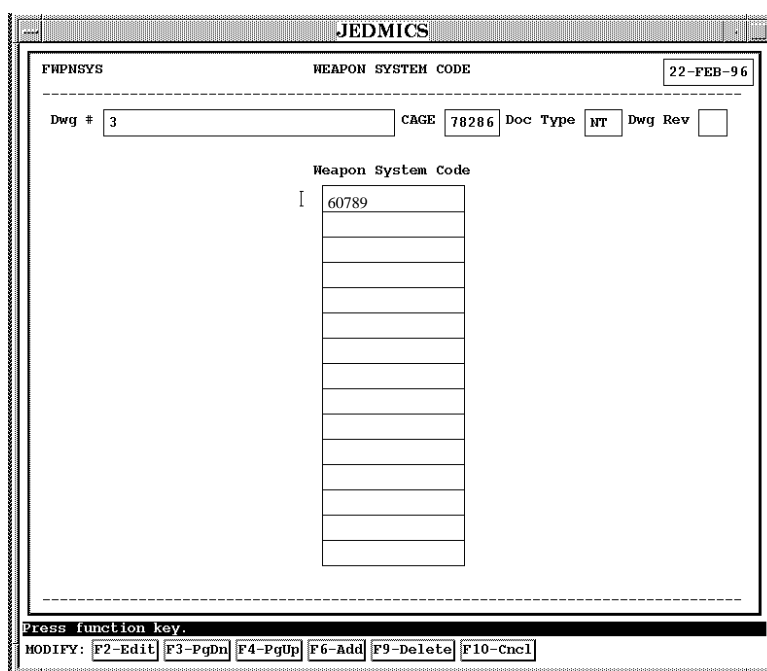 JEDMICS
FWPNSYS WEAPON SYSTEM CODE 22-FEB-96
Dwg # 3 CAGE 78286 Doc Type NT Dwg Rev
Weapon System Code
60789
Press function key.
MODIFY: F2-Edit F3-PgDn F4-PgUp F6-Add F9-Delete F10-Cncl